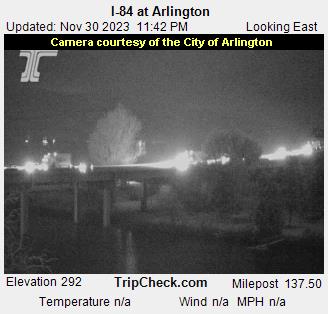 I-84 at Arlington
Updated: Nov 30 2023 11:42 PM Looking East
Camera courtesy of the City of Arlington
Elevation 292 TripCheck.com Milepost 137.50
Temperature n/a Wind n/a MPH n/a